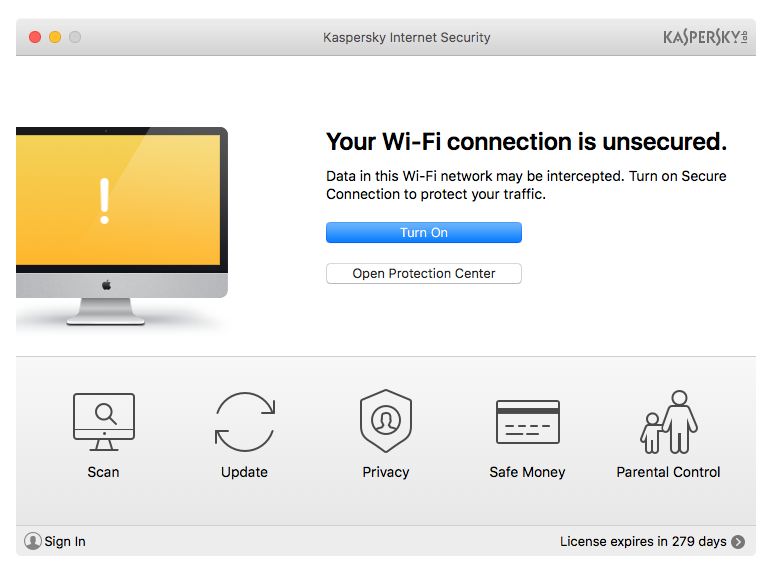 Kaspersky Internet Security
KASPERSKY lab
Your Wi-Fi connection is unsecured.
Data in this Wi-Fi network may be intercepted. Turn on Secure
Connection to protect your traffic.
Turn On
Open Protection Center
Scan
Update
Privacy
Safe Money
Parental Control
Sign In
License expires in 279 days